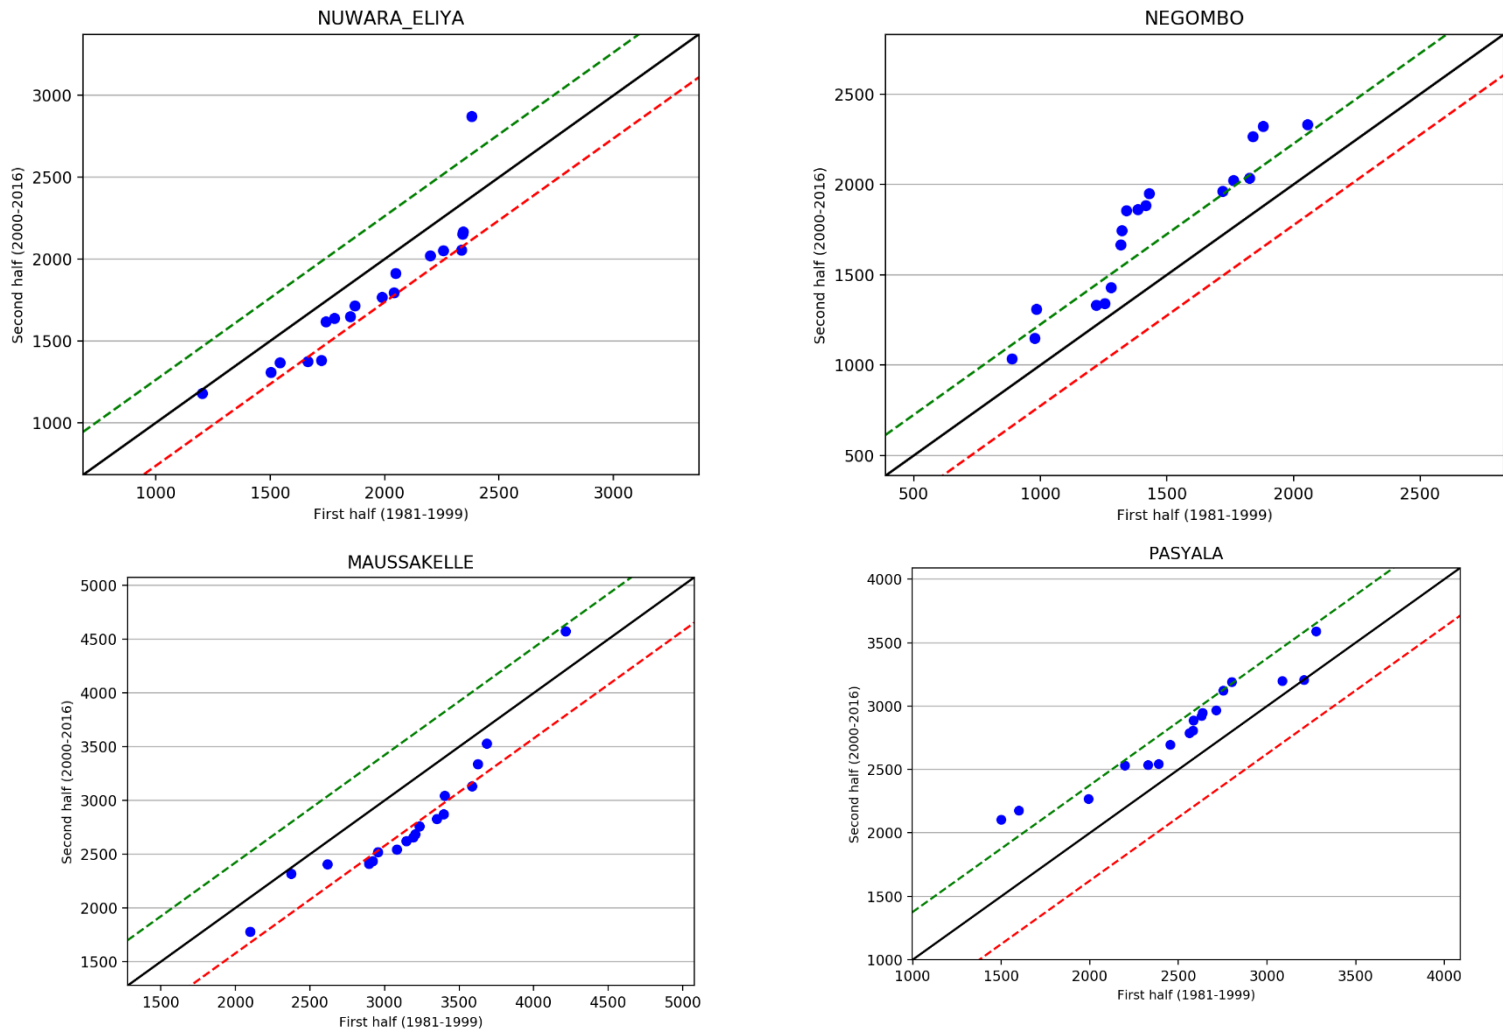 NUWARA_ELIYA
3000
2500
2000
1500
1000
Second half (2000-2016)
1000 1500 2000 2500 3000
First half (1981-1999)
NEGOMBO
2500
2000
1500
1000
500
Second half (2000-2016)
500 1000 1500 2000 2500
First half (1981-1999)
MAUSSAKELLE
5000
4500
4000
3500
3000
2500
2000
1500
Second half (2000-2016)
1500 2000 2500 3000 3500 4000 4500 5000
First half (1981-1999)
PASYALA
4000
3500
3000
2500
2000
1500
1000
Second half (2000-2016)
1000 1500 2000 2500 3000 3500 4000
First half (1981-1999)